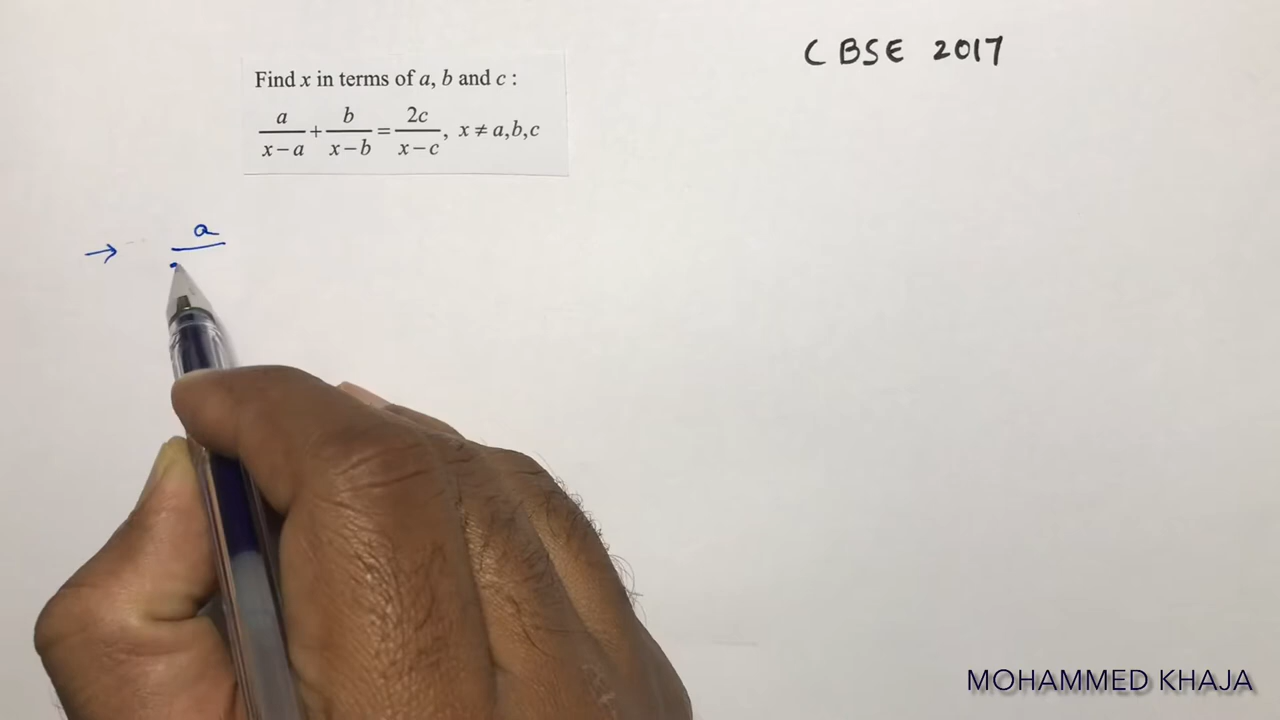 CBSE 2017
Find x in terms of a, b and c :
a/(x−a) + b/(x−b) = 2c/(x−c), x ≠ a,b,c
→ a
MOHAMMED KHAJA